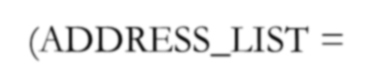 (ADDRESS_LIST =